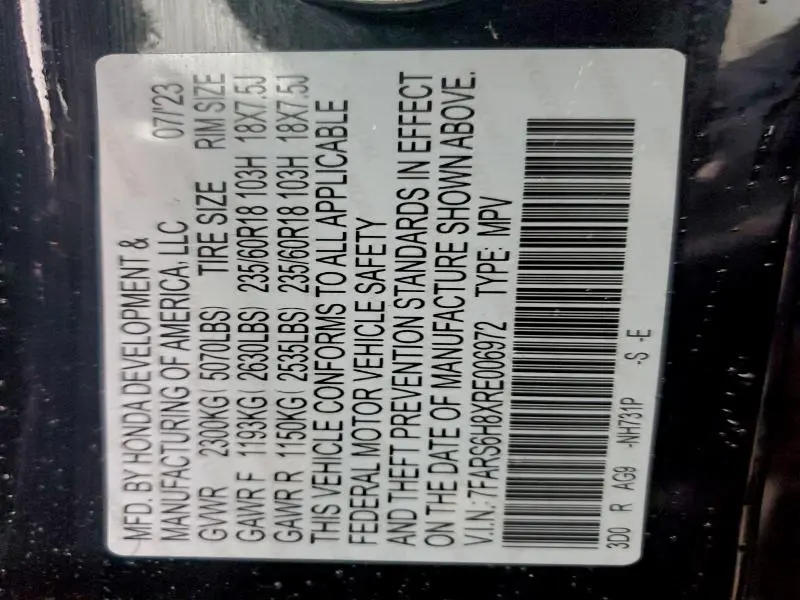 MFD. BY HONDA DEVELOPMENT &
MANUFACTURING OF AMERICA, LLC 07/'23
GVWR 2300KG( 5070LBS) TIRE SIZE RIM SIZE
GAWR F 1193KG( 2630LBS) 235/60R18 103H 18X7.5J
GAWR R 1150KG( 2535LBS) 235/60R18 103H 18X7.5J
THIS VEHICLE CONFORMS TO ALL APPLICABLE
FEDERAL MOTOR VEHICLE SAFETY
AND THEFT PREVENTION STANDARDS IN EFFECT
ON THE DATE OF MANUFACTURE SHOWN ABOVE.
V.I.N.: 7FARS6H8XRE006972 TYPE: MPV
3D0 R AG9 -NH731P -S -E